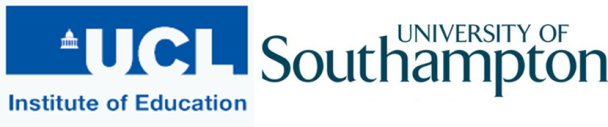 UCL
Institute of Education
UNIVERSITY OF
Southampton